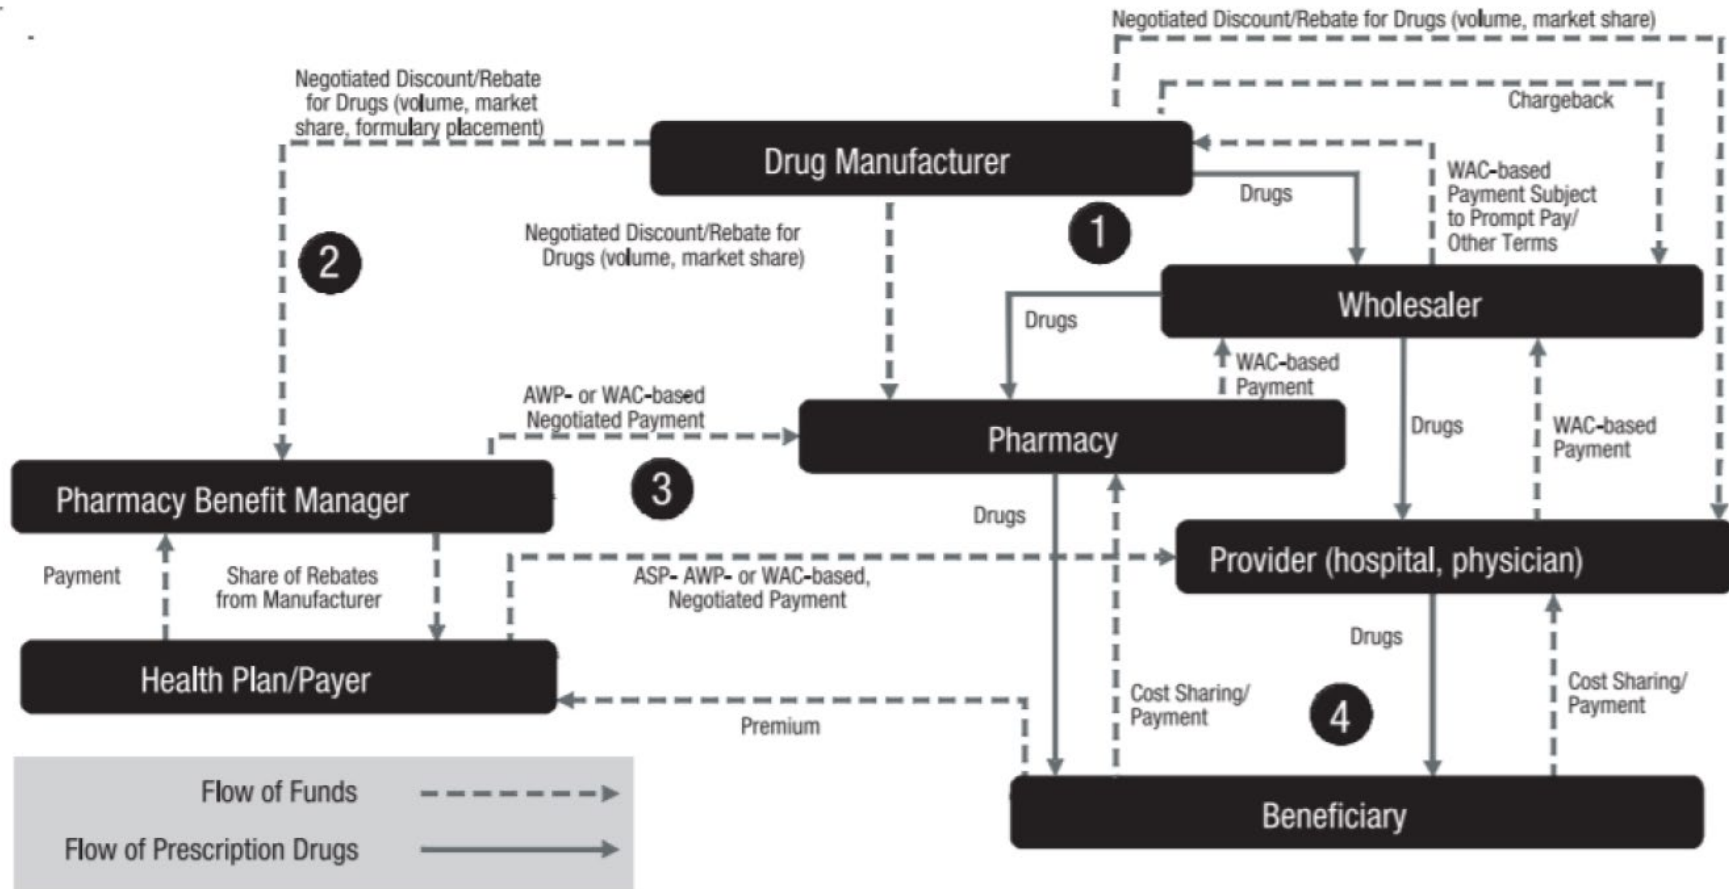 Negotiated Discount/Rebate for Drugs (volume, market share)
Negotiated Discount/Rebate
for Drugs (volume, market
share, formulary placement)
Chargeback
Drug Manufacturer
Drugs
WAC-based
Payment Subject
to Prompt Pay/
Other Terms
1
2
Negotiated Discount/Rebate for
Drugs (volume, market share)
Wholesaler
Drugs
WAC-based
Payment
AWP- or WAC-based
Negotiated Payment
Pharmacy
Drugs
WAC-based
Payment
3
Pharmacy Benefit Manager
Drugs
Provider (hospital, physician)
Payment
Share of Rebates
from Manufacturer
ASP- AWP- or WAC-based,
Negotiated Payment
Drugs
Health Plan/Payer
Cost Sharing/
Payment
4
Cost Sharing/
Payment
Premium
Beneficiary
Flow of Funds
Flow of Prescription Drugs